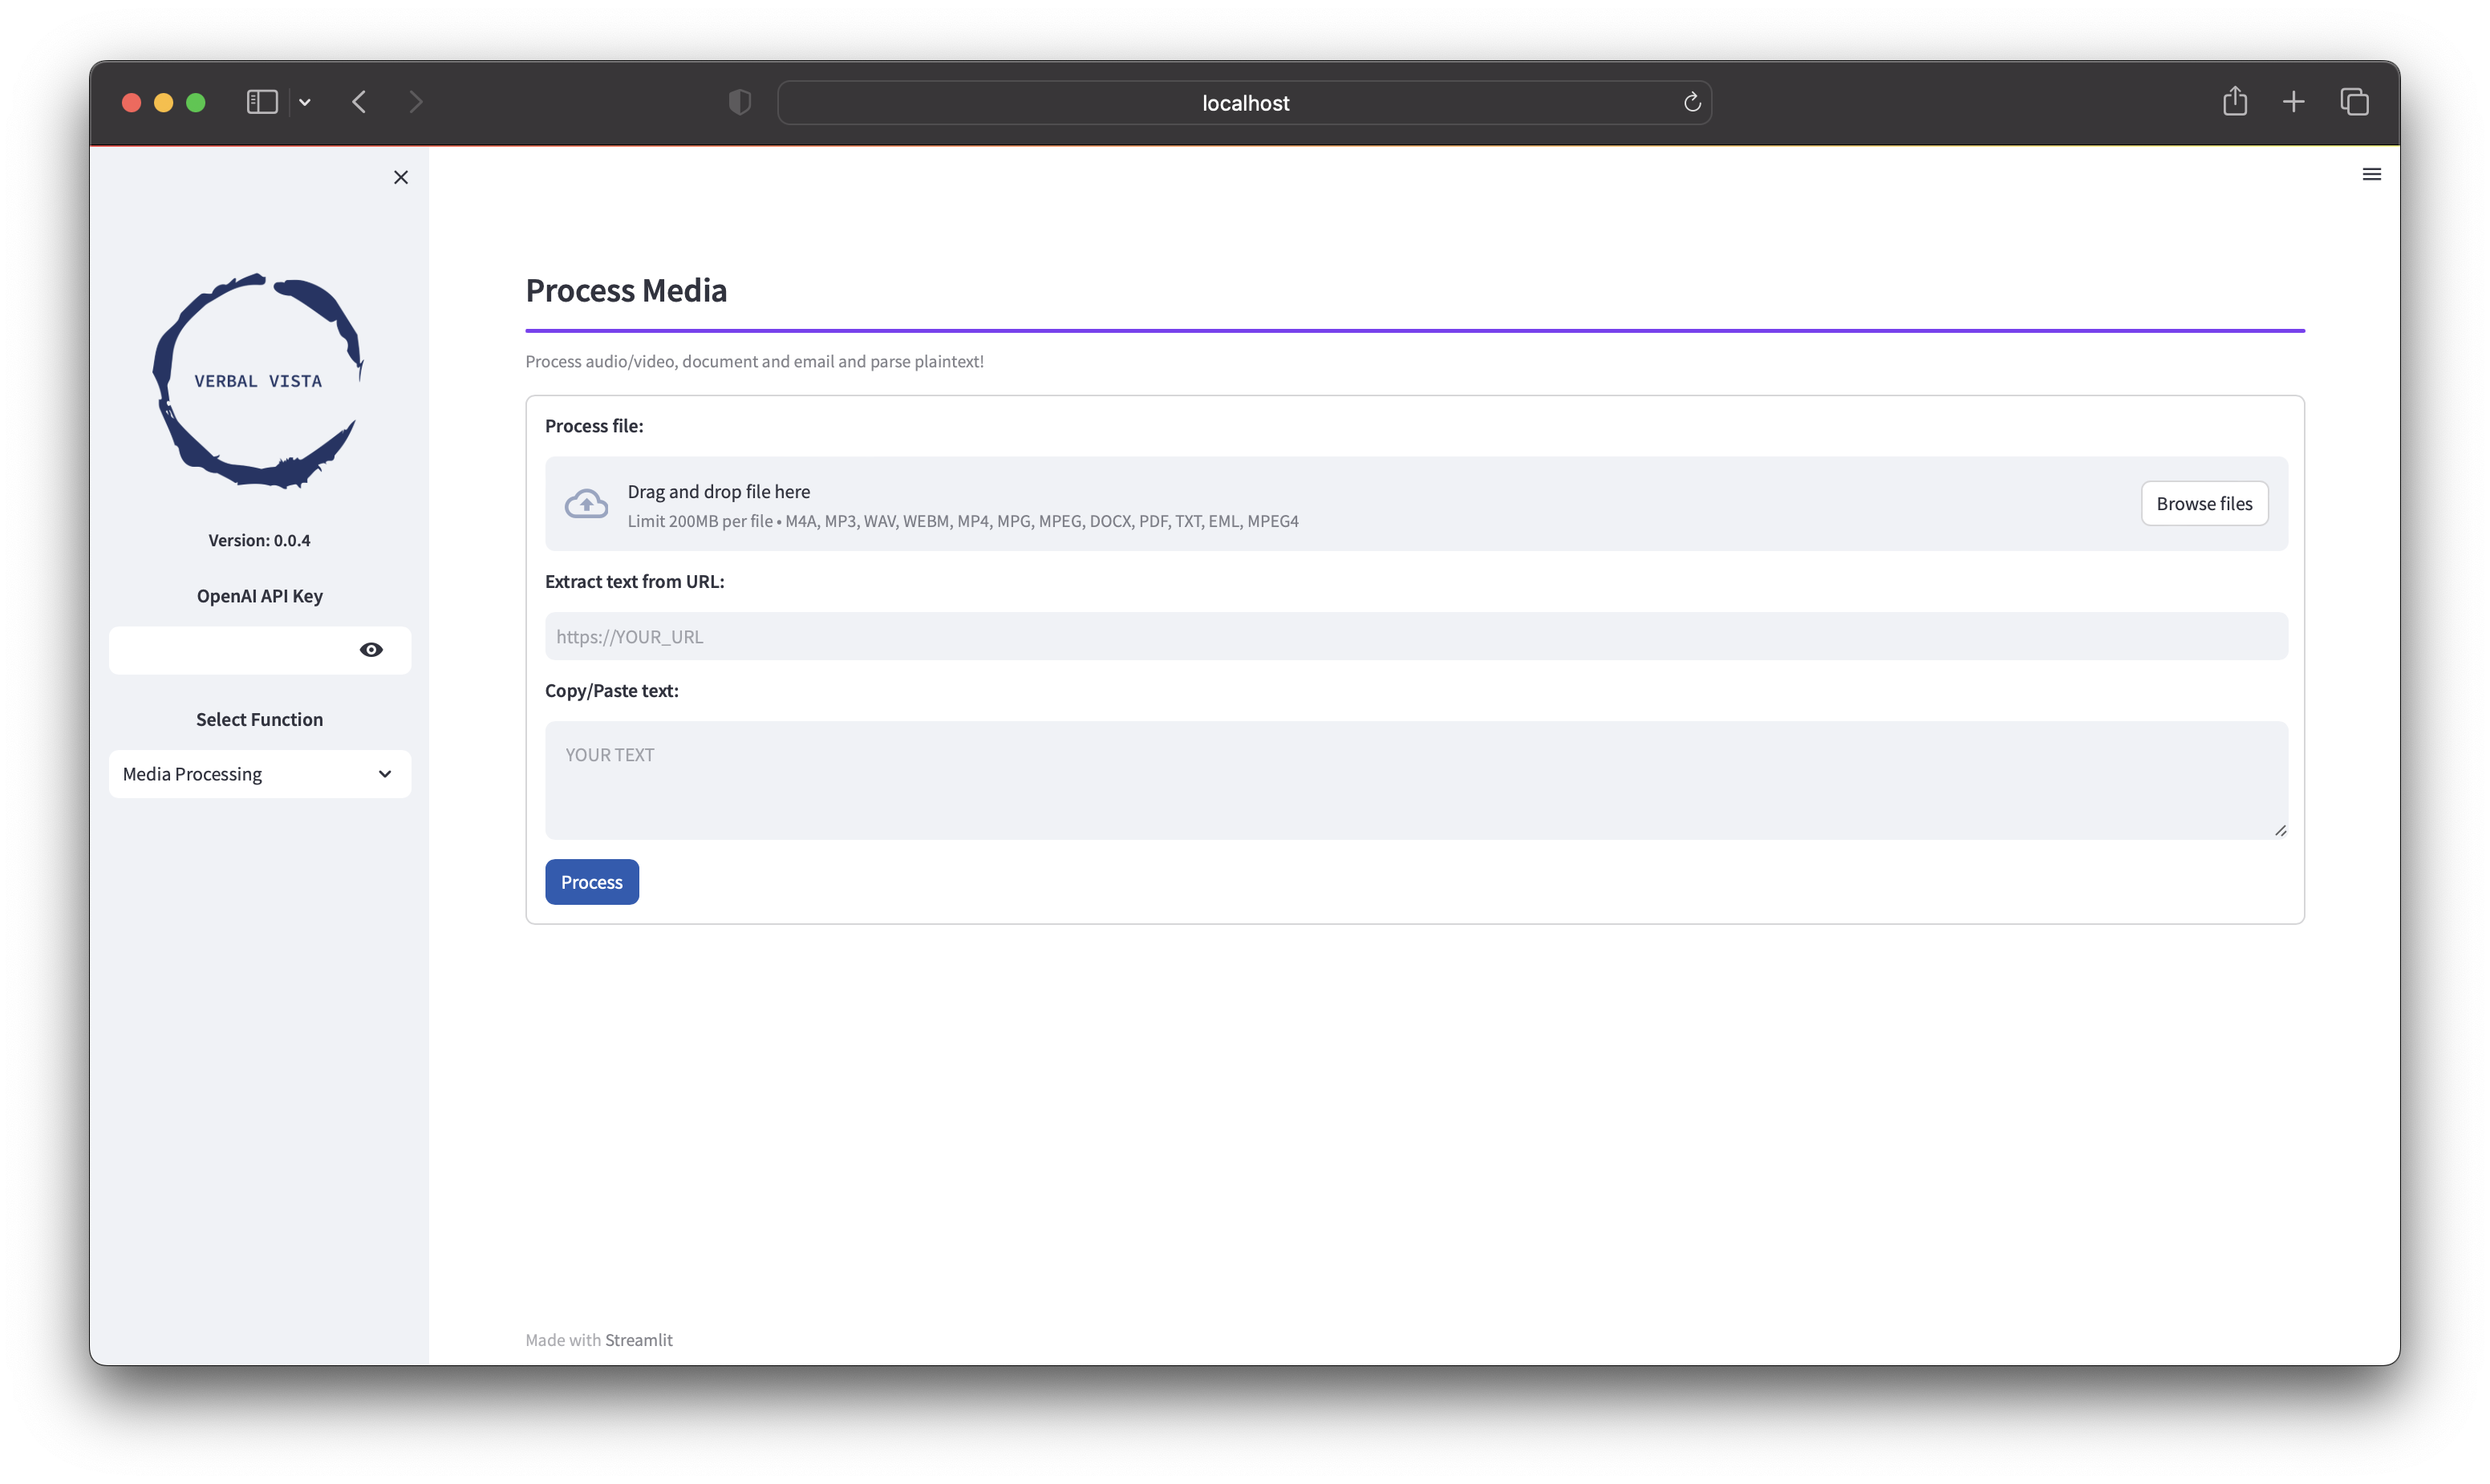 localhost
VERBAL VISTA
Version: 0.0.4
OpenAI API Key
Select Function
Media Processing
Process Media
Process audio/video, document and email and parse plaintext!
Process file:
Drag and drop file here
Limit 200MB per file • M4A, MP3, WAV, WEBM, MP4, MPG, MPEG, DOCX, PDF, TXT, EML, MPEG4
Browse files
Extract text from URL:
https://YOUR_URL
Copy/Paste text:
YOUR TEXT
Process
Made with Streamlit